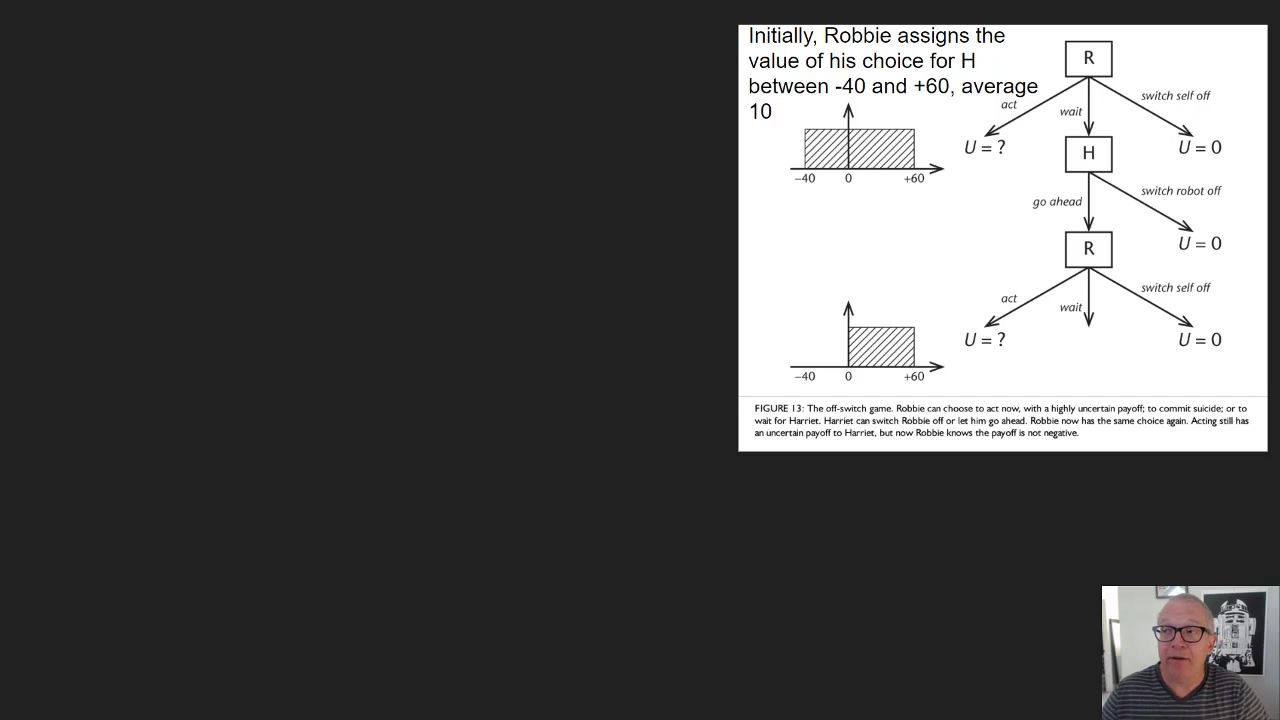 Initially, Robbie assigns the
value of his choice for H
between -40 and +60, average
10
R
act
wait
switch self off
U = ?
H
U = 0
−40
0
+60
go ahead
switch robot off
U = 0
R
act
wait
switch self off
U = ?
U = 0
−40
0
+60
FIGURE 13: The off-switch game. Robbie can choose to act now, with a highly uncertain payoff; to commit suicide; or to
wait for Harriet. Harriet can switch Robbie off or let him go ahead. Robbie now has the same choice again. Acting still has
an uncertain payoff to Harriet, but now Robbie knows the payoff is not negative.